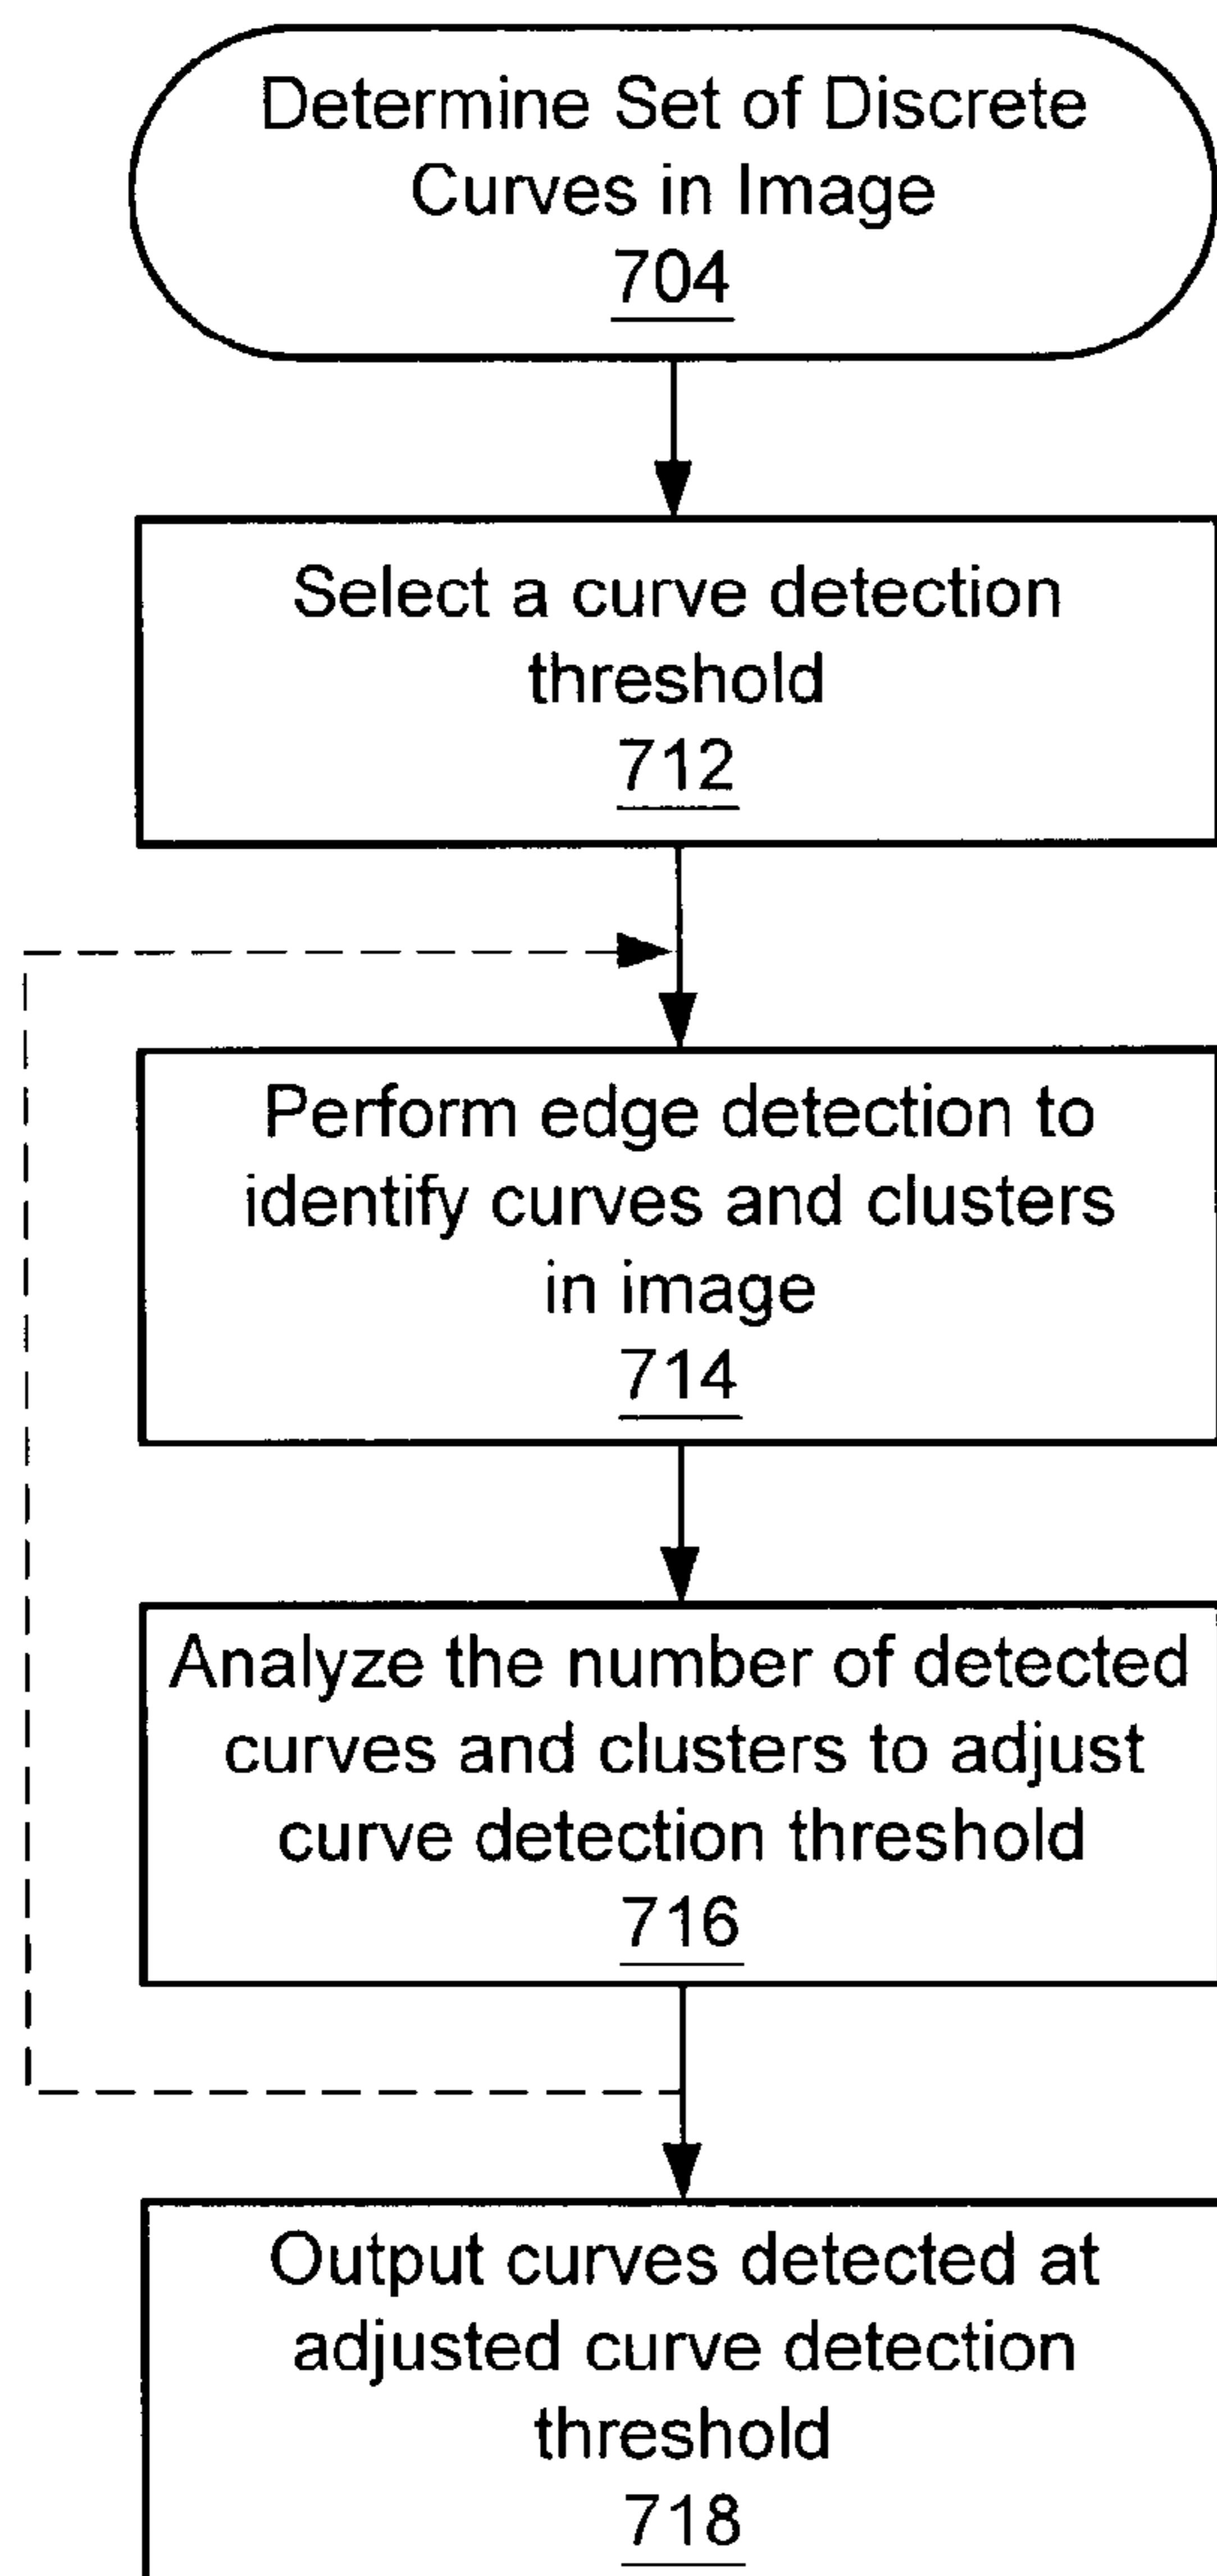 Determine Set of Discrete
Curves in Image
704
Select a curve detection
threshold
712
Perform edge detection to
identify curves and clusters
in image
714
Analyze the number of detected
curves and clusters to adjust
curve detection threshold
716
Output curves detected at
adjusted curve detection
threshold
718